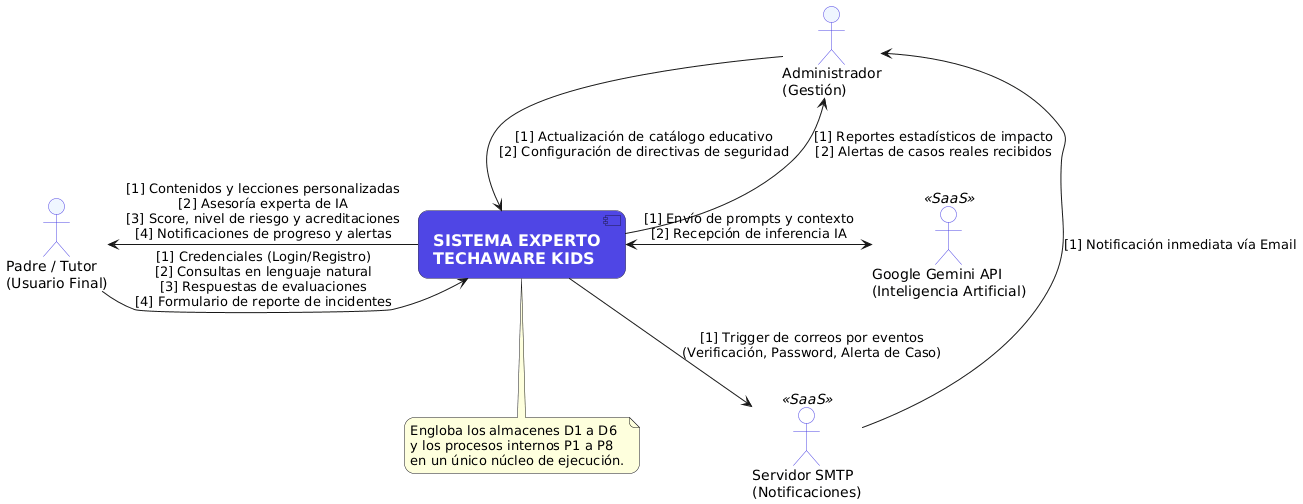 Administrador
(Gestión)
[1] Actualización de catálogo educativo
[2] Configuración de directivas de seguridad
[1] Reportes estadísticos de impacto
[2] Alertas de casos reales recibidos
[1] Contenidos y lecciones personalizadas
[2] Asesoría experta de IA
[3] Score, nivel de riesgo y acreditaciones
[4] Notificaciones de progreso y alertas
Padre / Tutor
(Usuario Final)
[1] Credenciales (Login/Registro)
[2] Consultas en lenguaje natural
[3] Respuestas de evaluaciones
[4] Formulario de reporte de incidentes
SISTEMA EXPERTO
TECHAWARE KIDS
[1] Envío de prompts y contexto
[2] Recepción de inferencia IA
«SaaS»
Google Gemini API
(Inteligencia Artificial)
[1] Notificación inmediata vía Email
[1] Trigger de correos por eventos
(Verificación, Password, Alerta de Caso)
Engloba los almacenes D1 a D6
y los procesos internos P1 a P8
en un único núcleo de ejecución.
«SaaS»
Servidor SMTP
(Notificaciones)